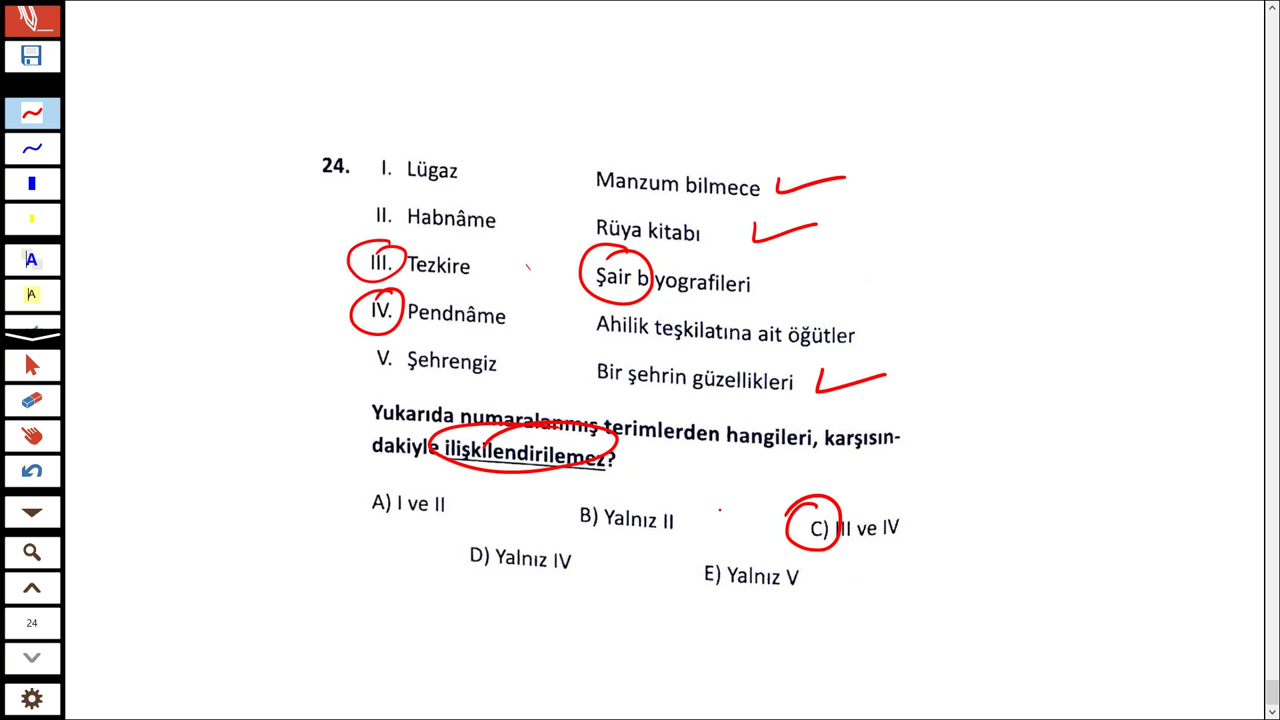 24. I. Lügaz Manzum bilmece
II. Habnâme Rüya kitabı
III. Tezkire Şair biyografileri
IV. Pendnâme Ahilik teşkilatına ait öğütler
V. Şehrengiz Bir şehrin güzellikleri
Yukarıda numaralanmış terimlerden hangileri, karşısın-
dakiyle ilişkilendirilemez?
A) I ve II B) Yalnız II C) III ve IV
D) Yalnız IV E) Yalnız V
A
A
24